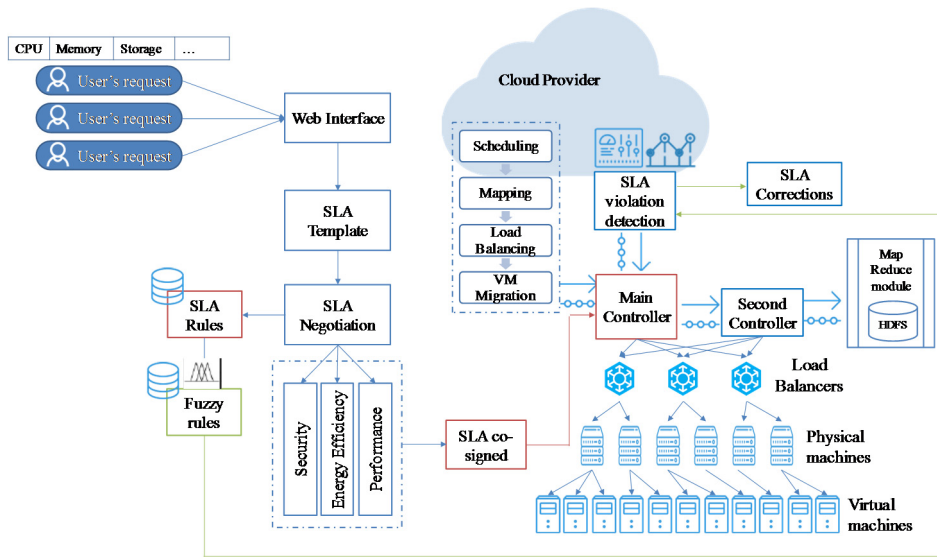 CPU Memory Storage ...
User's request
User's request
User's request
Web Interface
SLA
Template
SLA
Negotiation
SLA
Rules
Fuzzy
rules
Security
Energy Efficiency
Performance
SLA co-
signed
Cloud Provider
Scheduling
Mapping
Load
Balancing
VM
Migration
SLA
violation
detection
SLA
Corrections
Main
Controller
Second
Controller
Map
Reduce
module
HDFS
Load
Balancers
Physical
machines
Virtual
machines